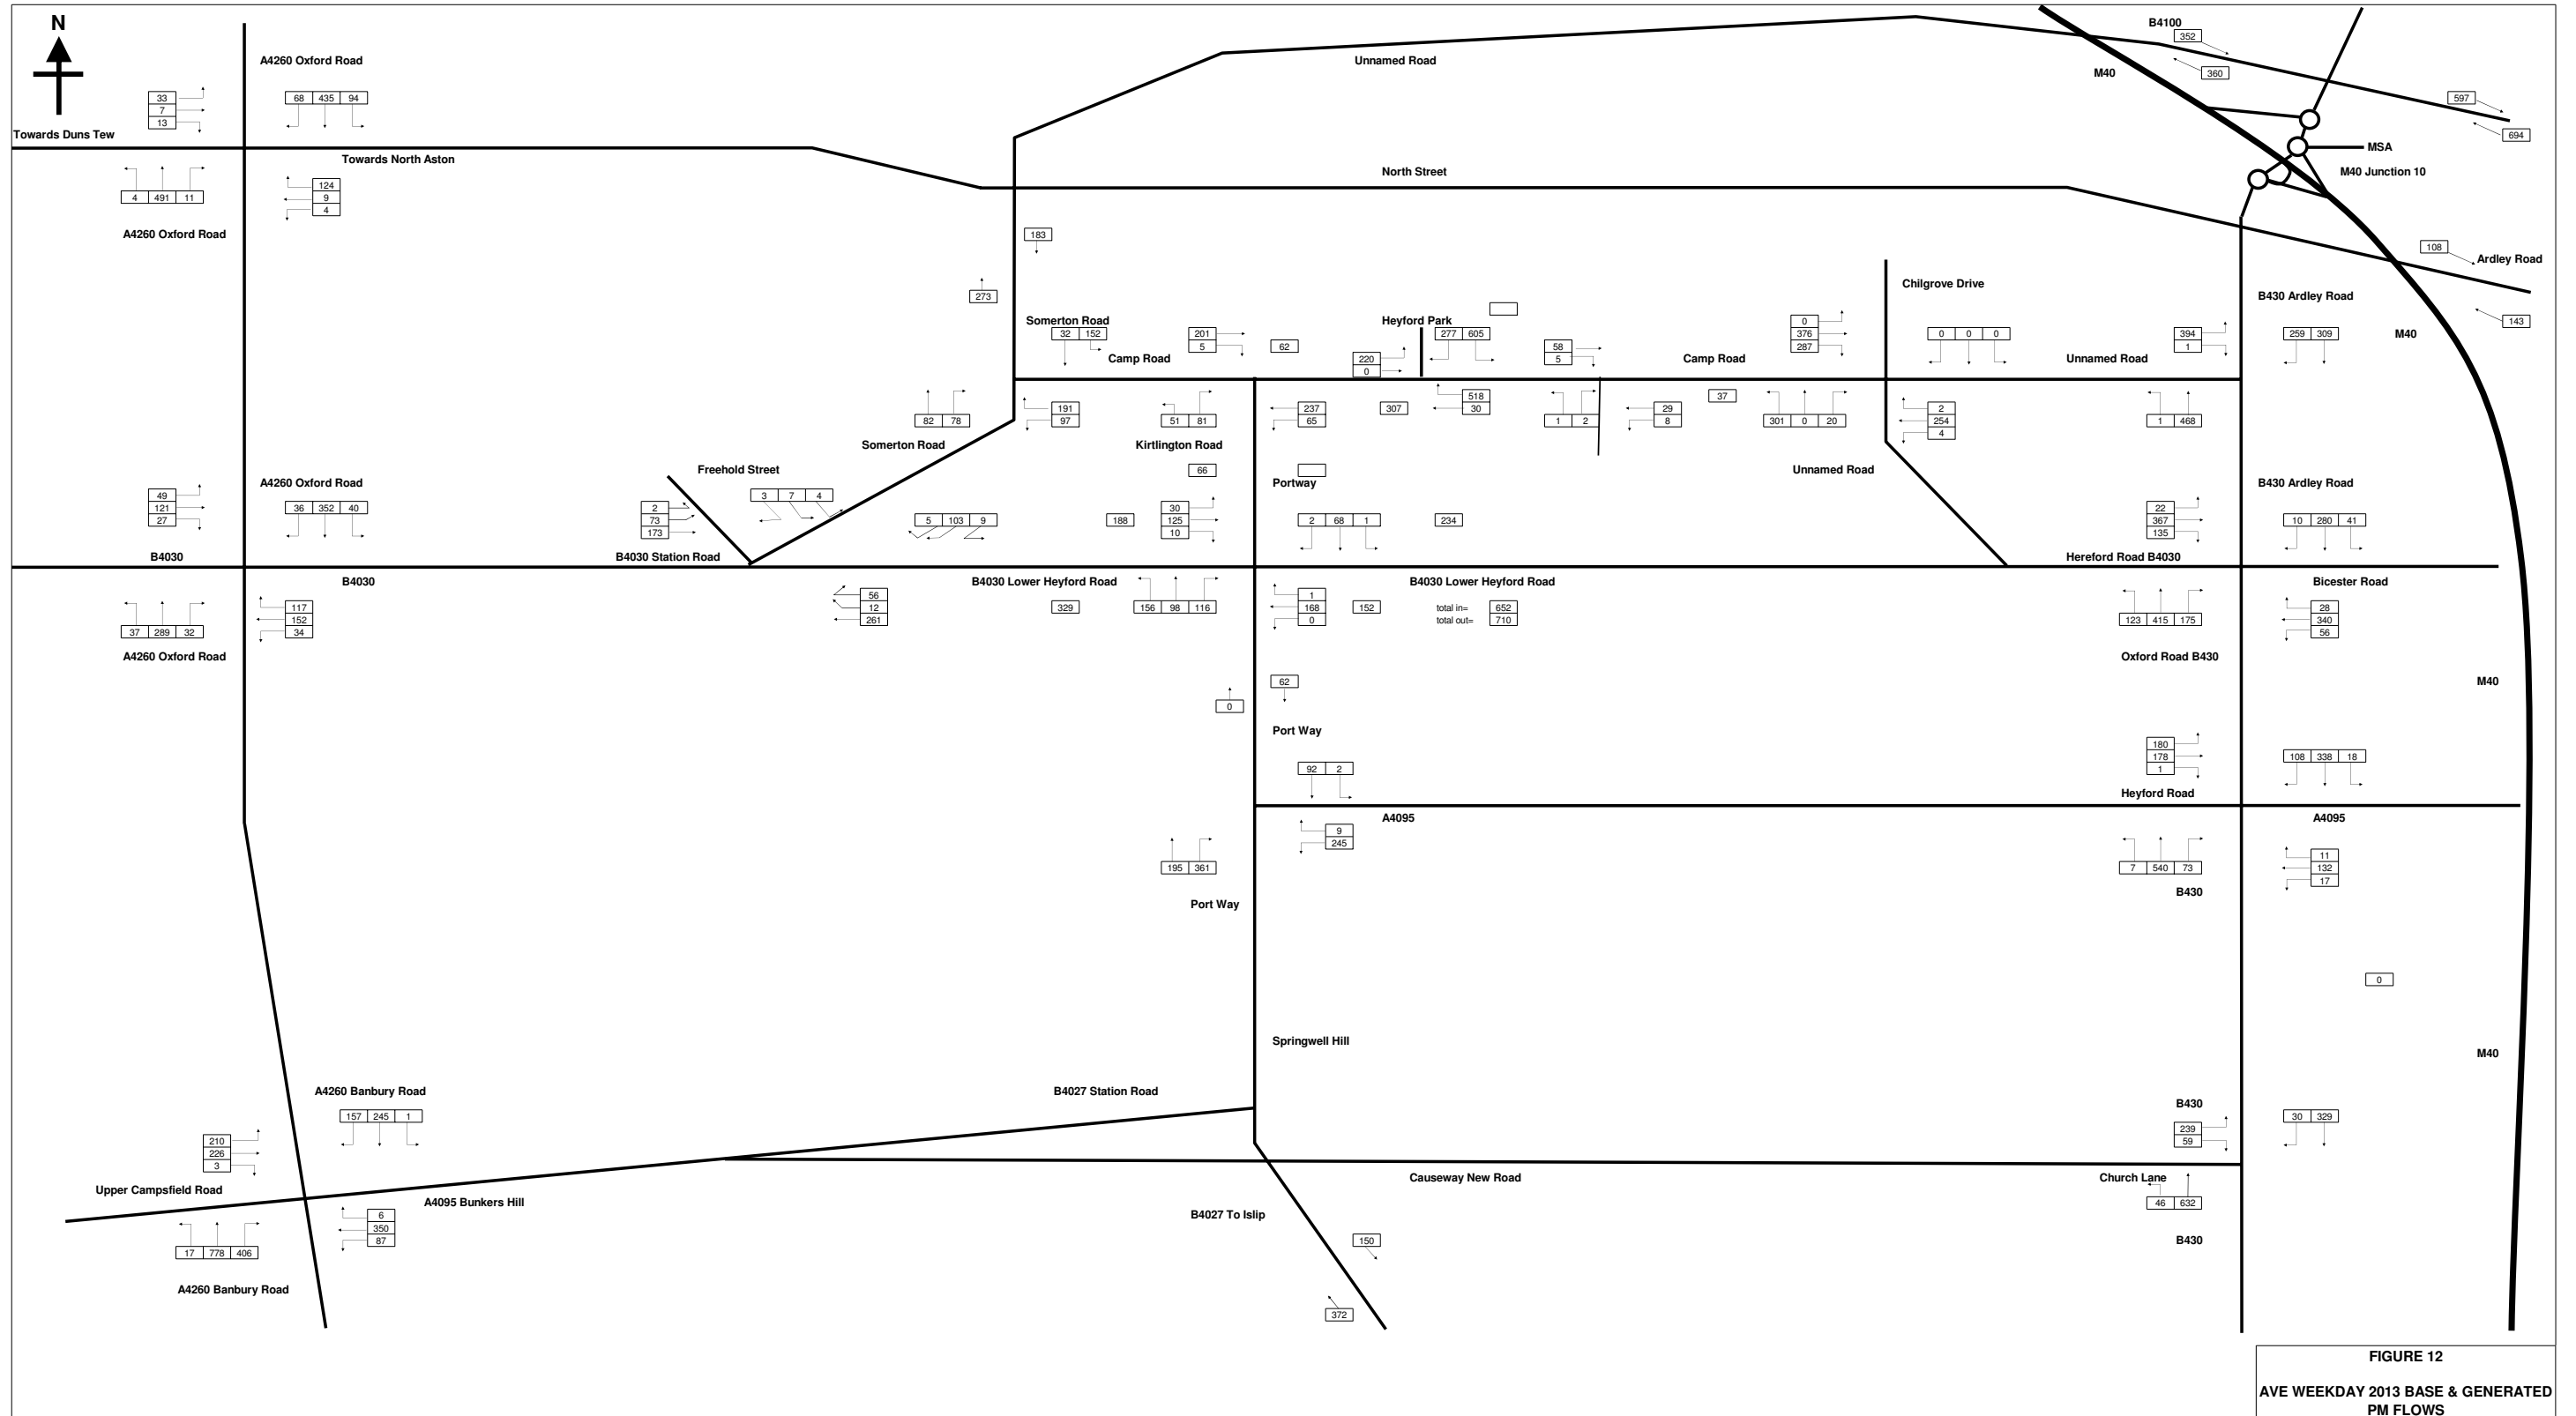 N
B4100
352
A4260 Oxford Road
Unnamed Road
M40
360
33
7
13
68 435 94
597
Towards Duns Tew
694
Towards North Aston
MSA
North Street
M40 Junction 10
4 491 11
124
9
4
A4260 Oxford Road
183
108
Ardley Road
273
Chilgrove Drive
B430 Ardley Road
Somerton Road
Heyford Park
143
32 152
201
5
62
277 605
0
376
287
0 0 0
394
1
259 309
M40
Camp Road
220
0
58
5
Camp Road
Unnamed Road
518
30
37
82 78
191
97
51 81
237
65
307
1 2
29
8
301 0 20
2
254
4
1 468
Somerton Road
Kirtlington Road
Freehold Street
66
Unnamed Road
A4260 Oxford Road
Portway
B430 Ardley Road
49
121
27
36 352 40
2
73
173
3 7 4
5 103 9
188
30
125
10
2 68 1
234
22
367
135
10 280 41
B4030
B4030 Station Road
Hereford Road B4030
B4030
B4030 Lower Heyford Road
B4030 Lower Heyford Road
Bicester Road
37 289 32
117
152
34
56
12
261
329
156 98 116
1
168
0
152
total in= 652
total out= 710
123 415 175
28
340
56
A4260 Oxford Road
Oxford Road B430
62
M40
0
Port Way
92 2
180
178
1
108 338 18
Heyford Road
A4095
A4095
9
245
195 361
7 540 73
11
132
17
B430
Port Way
0
Springwell Hill
M40
A4260 Banbury Road
B4027 Station Road
B430
157 245 1
30 329
210
226
3
239
59
Upper Campsfield Road
A4095 Bunkers Hill
Causeway New Road
Church Lane
46 632
6
350
87
B4027 To Islip
17 778 406
150
B430
A4260 Banbury Road
372
FIGURE 12
AVE WEEKDAY 2013 BASE & GENERATED
PM FLOWS